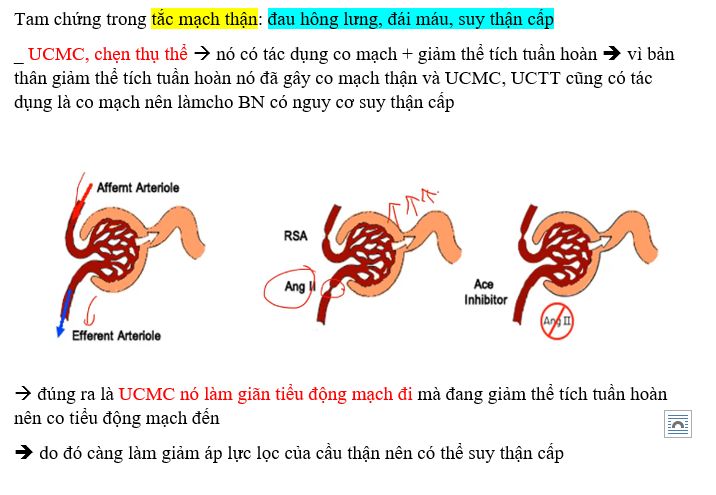 Tam chứng trong tắc mạch thận: đau hông lưng, đái máu, suy thận cấp
_ UCMC, chẹn thụ thể → nó có tác dụng co mạch + giảm thể tích tuần hoàn ➔ vì bản
thân giảm thể tích tuần hoàn nó đã gây co mạch thận và UCMC, UCTT cũng có tác
dụng là co mạch nên làmcho BN có nguy cơ suy thận cấp
Affernt Arteriole
RSA
Ang II
Ace
Inhibitor
Ang II
Efferent Arteriole
→ đúng ra là UCMC nó làm giãn tiểu động mạch đi mà đang giảm thể tích tuần hoàn
nên co tiểu động mạch đến
➔ do đó càng làm giảm áp lực lọc của cầu thận nên có thể suy thận cấp